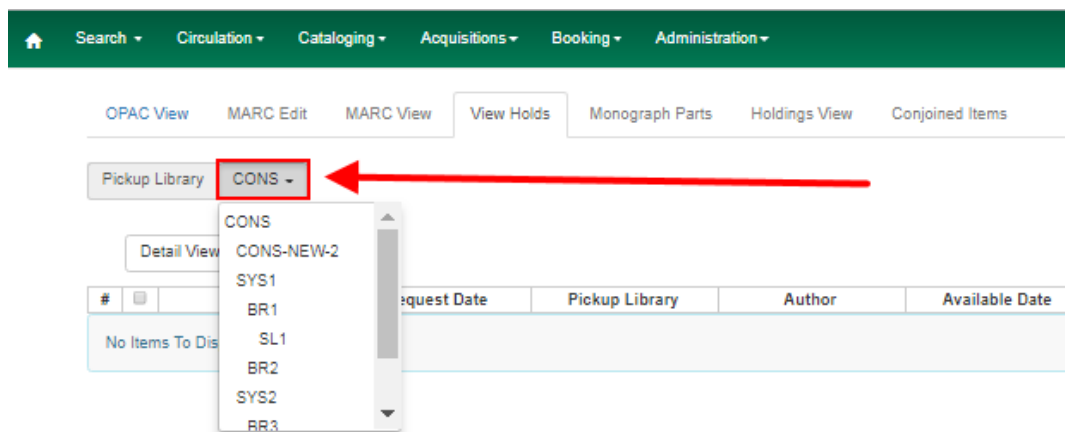 Search Circulation Cataloging Acquisitions Booking Administration
OPAC View MARC Edit MARC View View Holds Monograph Parts Holdings View Conjoined Items
Pickup Library CONS
CONS
Detail View CONS-NEW-2
SYS1
# equest Date Pickup Library Author Available Date
BR1
No Items To Dis SL1
BR2
SYS2
BR3